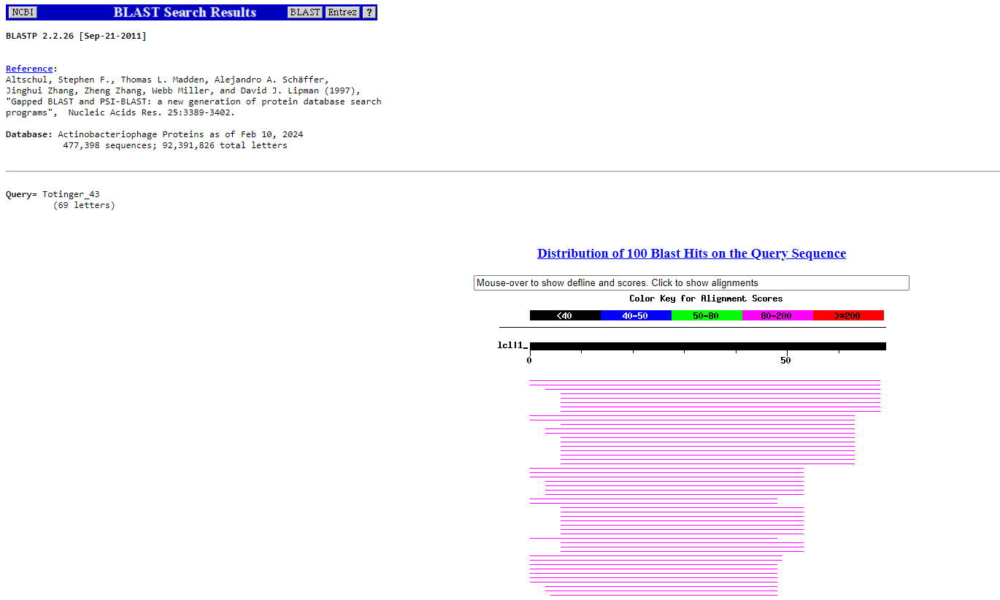 NCBI BLAST Search Results BLAST Entrez ?
BLASTP 2.2.26 [Sep-21-2011]
Reference:
Altschul, Stephen F., Thomas L. Madden, Alejandro A. Schäffer,
Jinghui Zhang, Zheng Zhang, Webb Miller, and David J. Lipman (1997),
"Gapped BLAST and PSI-BLAST: a new generation of protein database search
programs", Nucleic Acids Res. 25:3389-3402.
Database: Actinobacteriophage Proteins as of Feb 10, 2024
477,398 sequences; 92,391,826 total letters
Query= Totinger_43
(69 letters)
Distribution of 100 Blast Hits on the Query Sequence
Mouse-over to show defline and scores. Click to show alignments
Color Key for Alignment Scores
<40 40-50 50-80 80-200 >=200
lcl|1_
0 50